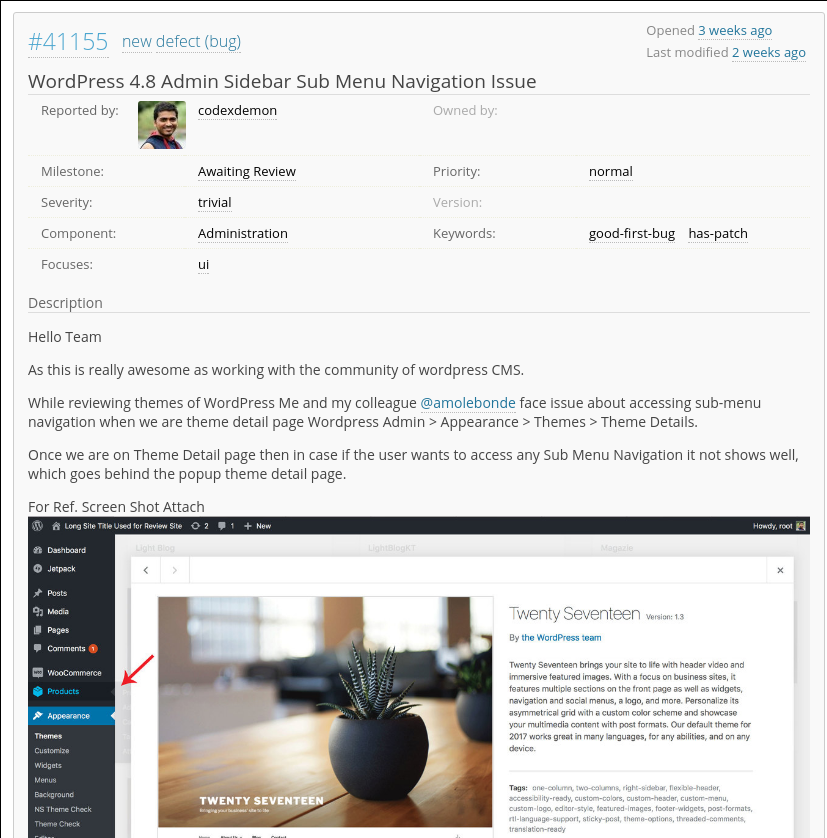 #41155 new defect (bug)
Opened 3 weeks ago
Last modified 2 weeks ago
WordPress 4.8 Admin Sidebar Sub Menu Navigation Issue
Reported by: codexdemon Owned by:
Milestone: Awaiting Review Priority: normal
Severity: trivial Version:
Component: Administration Keywords: good-first-bug has-patch
Focuses: ui
Description
Hello Team
As this is really awesome as working with the community of wordpress CMS.
While reviewing themes of WordPress Me and my colleague @amolebonde face issue about accessing sub-menu
navigation when we are theme detail page Wordpress Admin > Appearance > Themes > Theme Details.
Once we are on Theme Detail page then in case if the user wants to access any Sub Menu Navigation it not shows well,
which goes behind the popup theme detail page.
For Ref. Screen Shot Attach
Long Site Title Used for Review Site 2 1 + New Howdy, root
Light Blog LightBlogKT Magazie
Dashboard
Jetpack
Posts
Media
Pages
Comments 1
WooCommerce
Products
Appearance
Themes
Customize
Widgets
Menus
Background
NS Theme Check
Theme Check
Editor
Twenty Seventeen Version: 1.3
By the WordPress team
Twenty Seventeen brings your site to life with header video and
immersive featured images. With a focus on business sites, it
features multiple sections on the front page as well as widgets,
navigation and social menus, a logo, and more. Personalize its
asymmetrical grid with a custom color scheme and showcase
your multimedia content with post formats. Our default theme for
2017 works great in many languages, for any abilities, and on any
device.
Tags: one-column, two-columns, right-sidebar, flexible-header,
accessibility-ready, custom-colors, custom-header, custom-menu,
custom-logo, editor-style, featured-images, footer-widgets, post-formats,
rtl-language-support, sticky-post, theme-options, threaded-comments,
translation-ready
TWENTY SEVENTEEN
Bringing your business' site to life
Home About Us Blog Contact